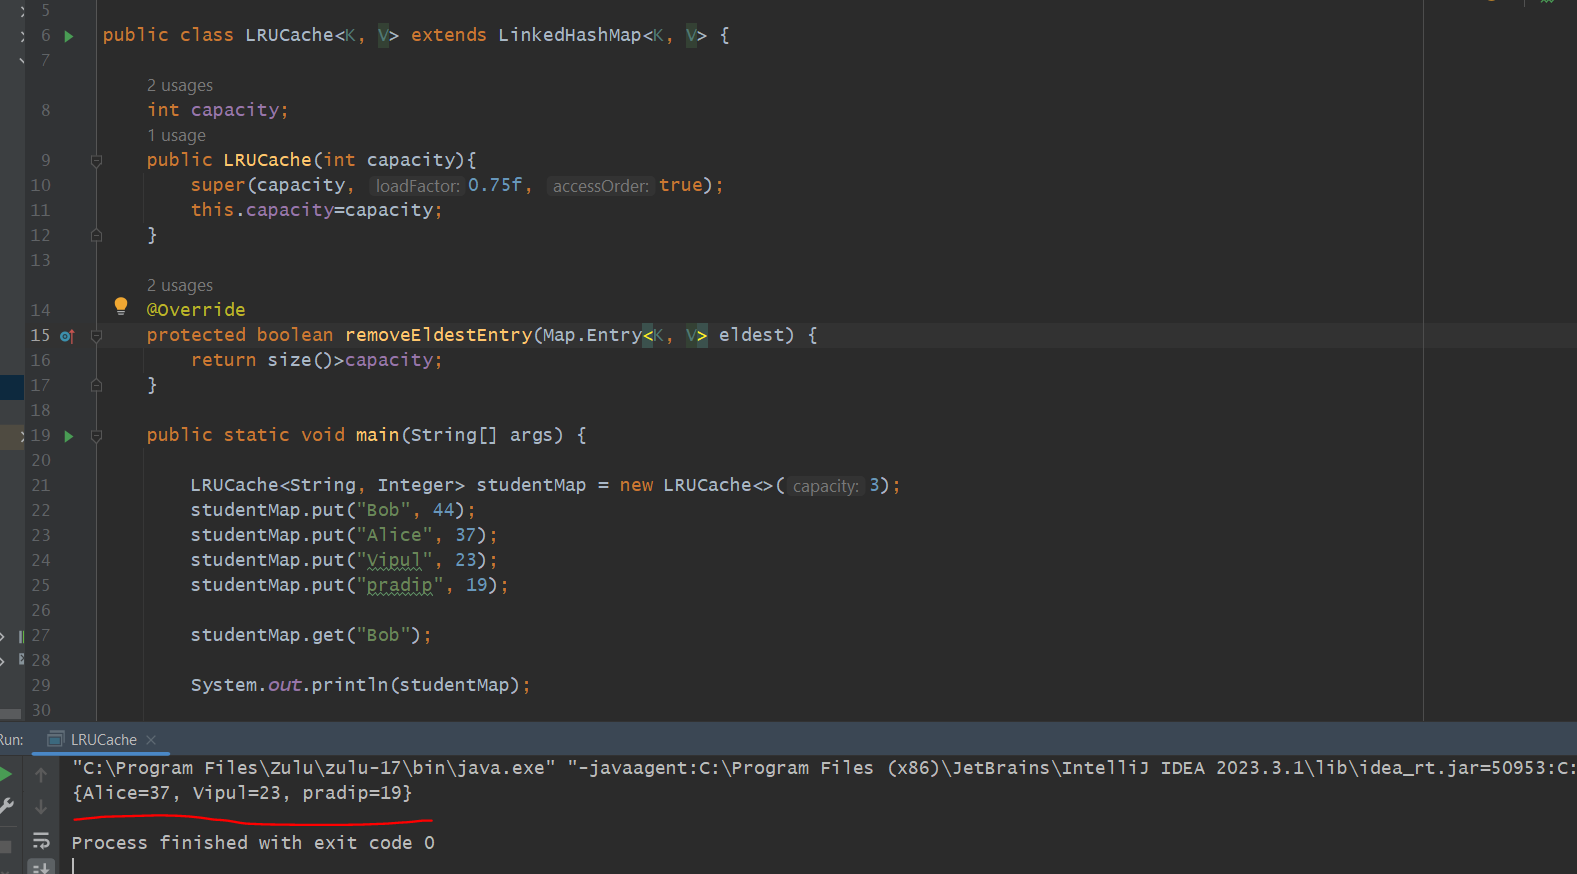 5
6 public class LRUCache<K, V> extends LinkedHashMap<K, V> {
7
2 usages
8 int capacity;
1 usage
9 public LRUCache(int capacity){
10 super(capacity, loadFactor: 0.75f, accessOrder: true);
11 this.capacity=capacity;
12 }
13
2 usages
14 @Override
15 protected boolean removeEldestEntry(Map.Entry<K, V> eldest) {
16 return size()>capacity;
17 }
18
19 public static void main(String[] args) {
20
21 LRUCache<String, Integer> studentMap = new LRUCache<>( capacity: 3);
22 studentMap.put("Bob", 44);
23 studentMap.put("Alice", 37);
24 studentMap.put("Vipul", 23);
25 studentMap.put("pradip", 19);
26
27 studentMap.get("Bob");
28
29 System.out.println(studentMap);
30
Run: LRUCache ×
"C:\Program Files\Zulu\zulu-17\bin\java.exe" "-javaagent:C:\Program Files (x86)\JetBrains\IntelliJ IDEA 2023.3.1\lib\idea_rt.jar=50953:C:
{Alice=37, Vipul=23, pradip=19}
Process finished with exit code 0